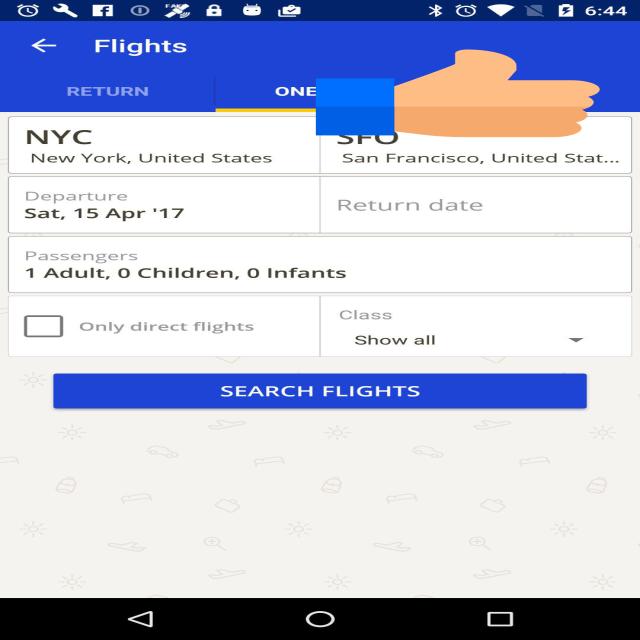 6:44
Flights
RETURN
ONE
NYC
SFO
New York, United States
San Francisco, United Stat...
Departure
Sat, 15 Apr '17
Return date
Passengers
1 Adult, 0 Children, 0 Infants
Only direct flights
Class
Show all
SEARCH FLIGHTS